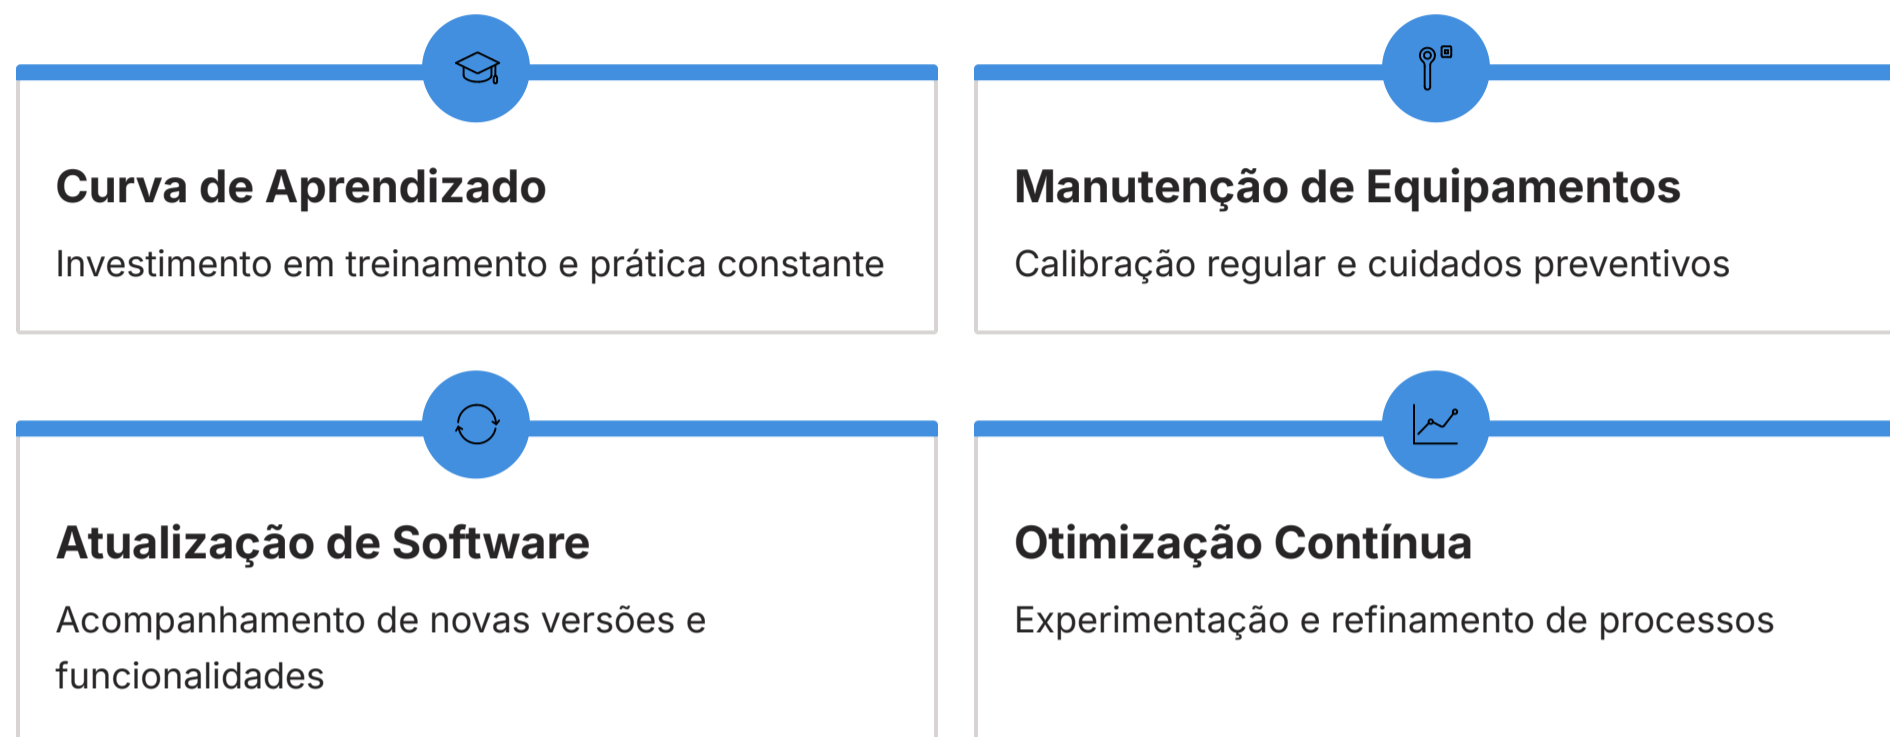 Curva de Aprendizado
Investimento em treinamento e prática constante
Manutenção de Equipamentos
Calibração regular e cuidados preventivos
Atualização de Software
Acompanhamento de novas versões e
funcionalidades
Otimização Contínua
Experimentação e refinamento de processos